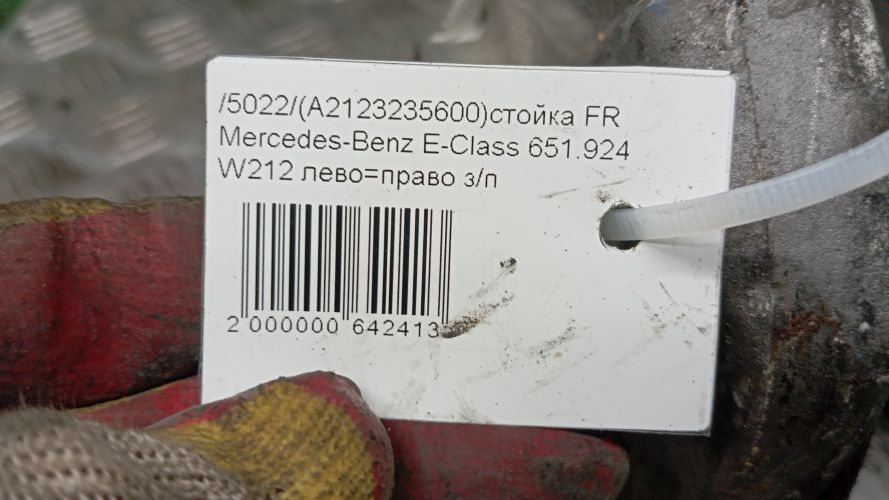 /5022/(A2123235600)стойка FR
Mercedes-Benz E-Class 651.924
W212 лево=право з/п
2 000000 642413